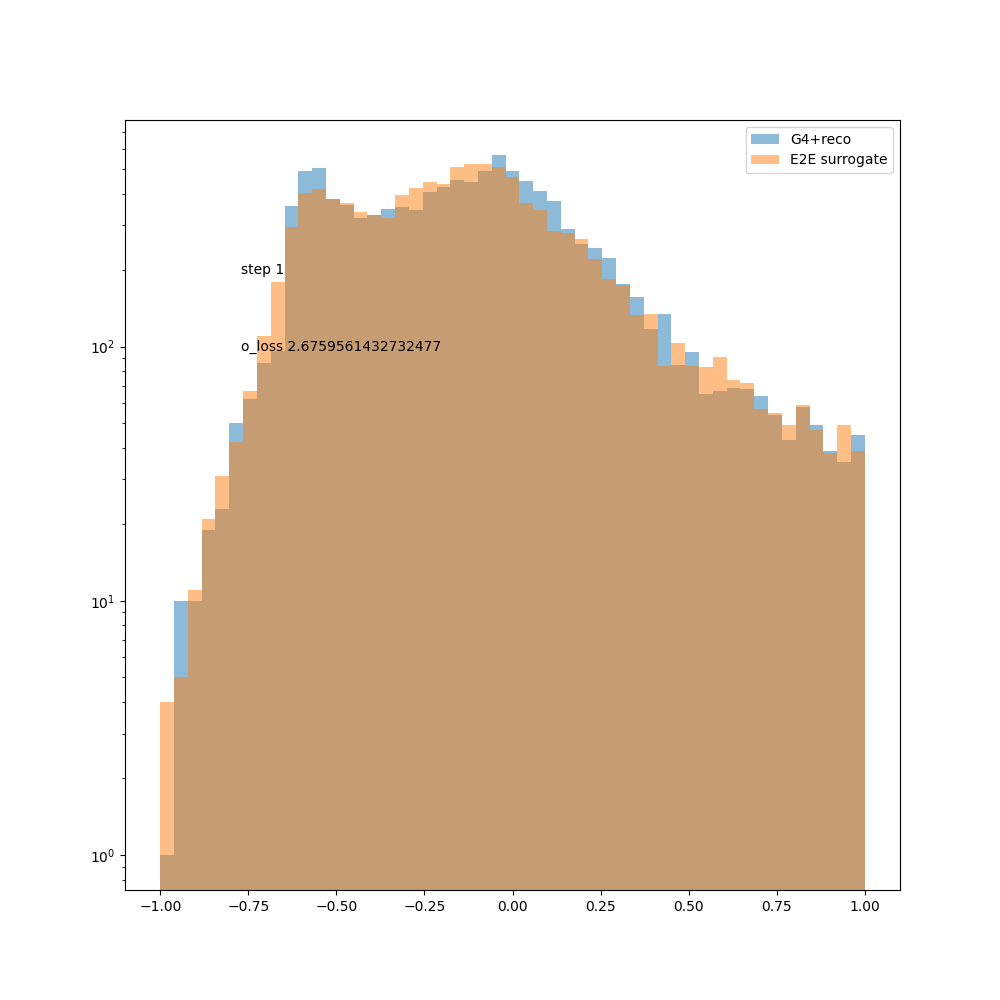 G4+reco
E2E surrogate
step 1
o_loss 2.6759561432732477
10²
10¹
10⁰
−1.00 −0.75 −0.50 −0.25 0.00 0.25 0.50 0.75 1.00